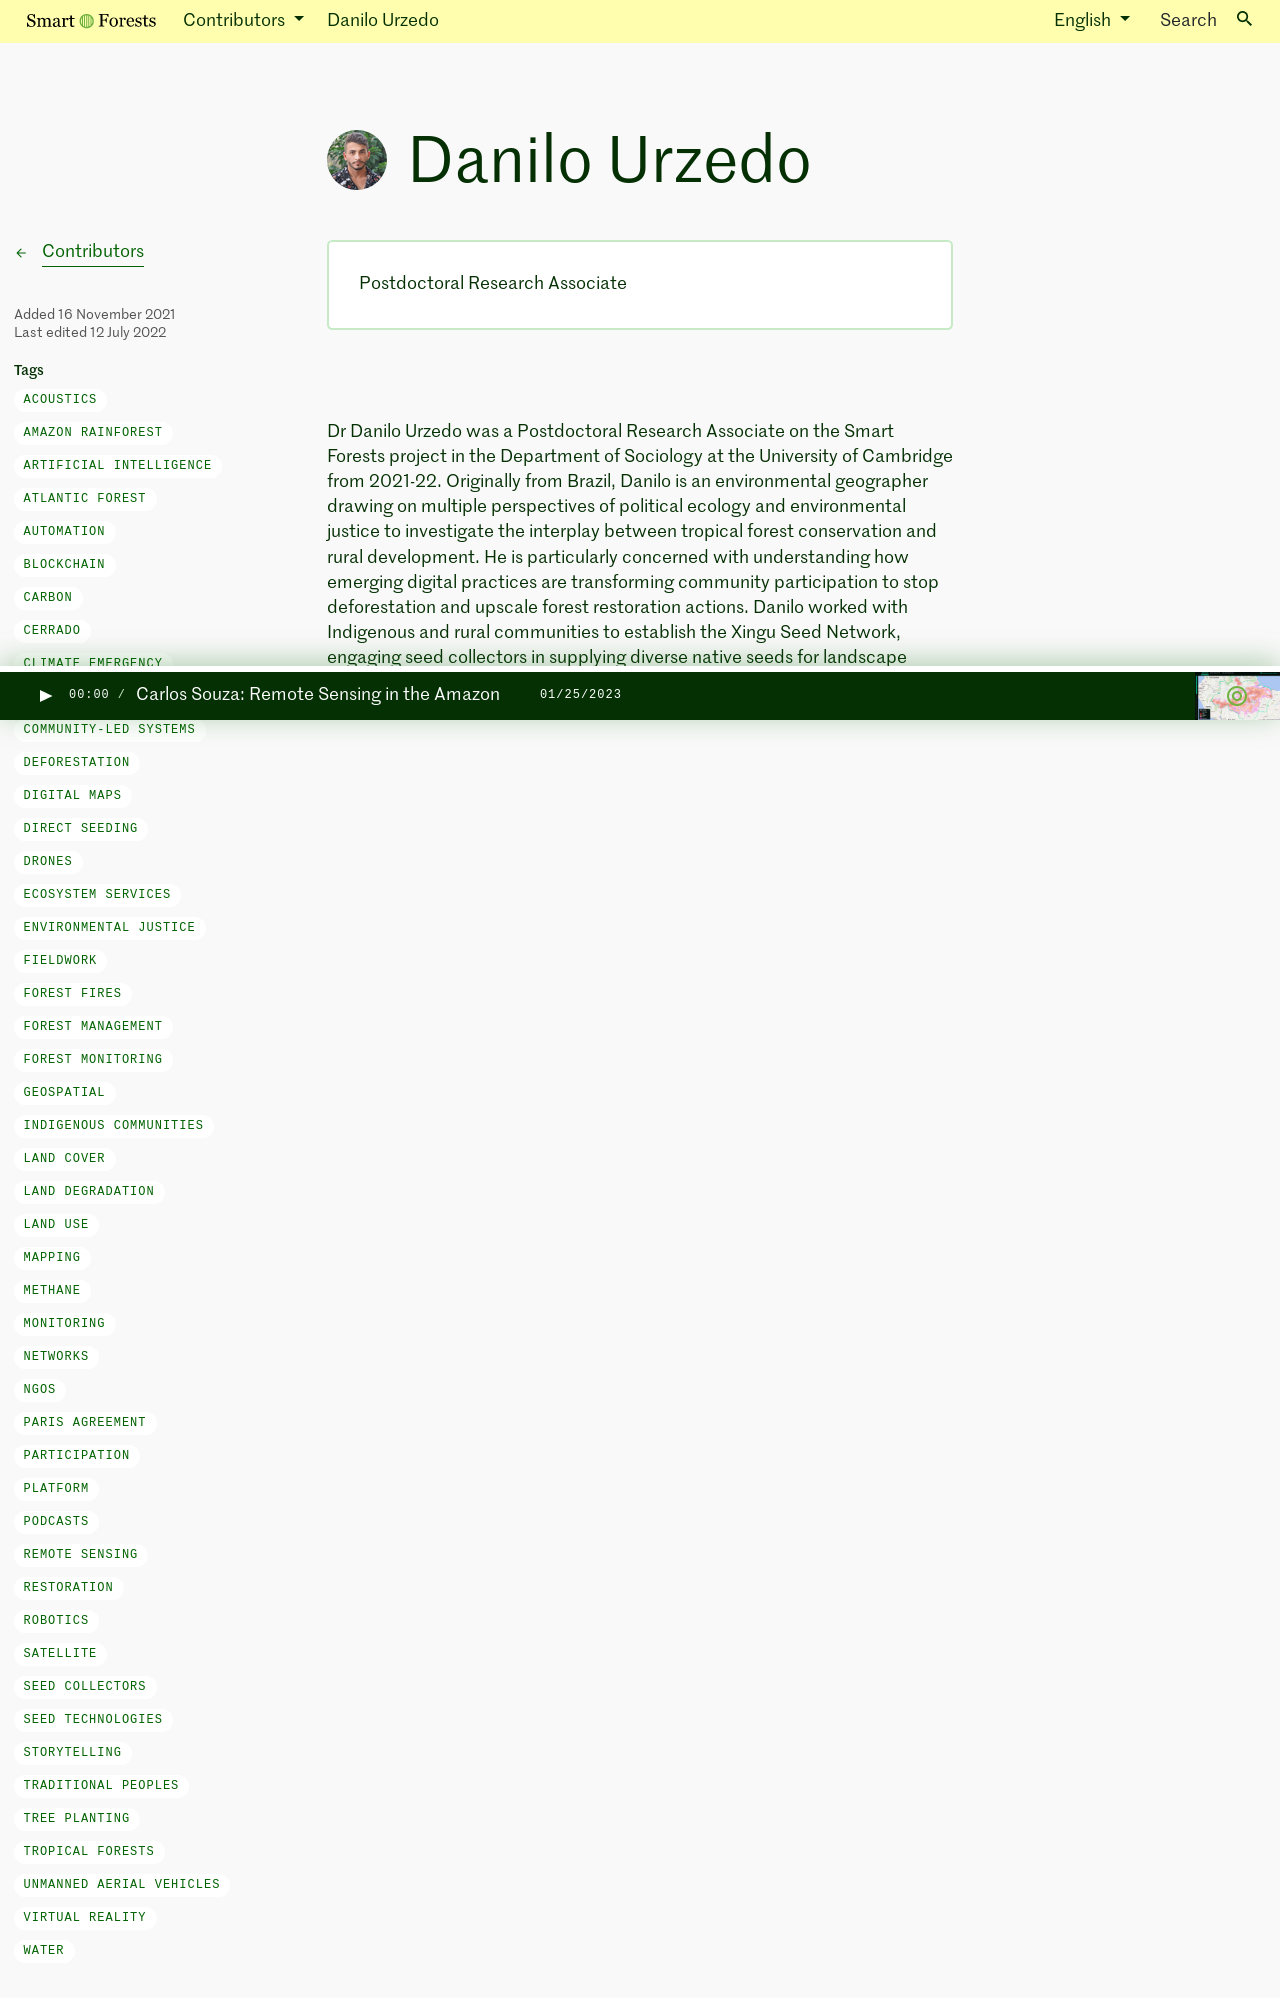 Smart Forests Contributors Danilo Urzedo English Search
Danilo Urzedo
Contributors
Postdoctoral Research Associate
Added 16 November 2021
Last edited 12 July 2022
Tags
ACOUSTICS
AMAZON RAINFOREST
ARTIFICIAL INTELLIGENCE
ATLANTIC FOREST
AUTOMATION
BLOCKCHAIN
CARBON
CERRADO
CLIMATE EMERGENCY
Dr Danilo Urzedo was a Postdoctoral Research Associate on the Smart
Forests project in the Department of Sociology at the University of Cambridge
from 2021-22. Originally from Brazil, Danilo is an environmental geographer
drawing on multiple perspectives of political ecology and environmental
justice to investigate the interplay between tropical forest conservation and
rural development. He is particularly concerned with understanding how
emerging digital practices are transforming community participation to stop
deforestation and upscale forest restoration actions. Danilo worked with
Indigenous and rural communities to establish the Xingu Seed Network,
engaging seed collectors in supplying diverse native seeds for landscape
00:00 / Carlos Souza: Remote Sensing in the Amazon 01/25/2023
COMMUNITY-LED SYSTEMS
DEFORESTATION
DIGITAL MAPS
DIRECT SEEDING
DRONES
ECOSYSTEM SERVICES
ENVIRONMENTAL JUSTICE
FIELDWORK
FOREST FIRES
FOREST MANAGEMENT
FOREST MONITORING
GEOSPATIAL
INDIGENOUS COMMUNITIES
LAND COVER
LAND DEGRADATION
LAND USE
MAPPING
METHANE
MONITORING
NETWORKS
NGOS
PARIS AGREEMENT
PARTICIPATION
PLATFORM
PODCASTS
REMOTE SENSING
RESTORATION
ROBOTICS
SATELLITE
SEED COLLECTORS
SEED TECHNOLOGIES
STORYTELLING
TRADITIONAL PEOPLES
TREE PLANTING
TROPICAL FORESTS
UNMANNED AERIAL VEHICLES
VIRTUAL REALITY
WATER